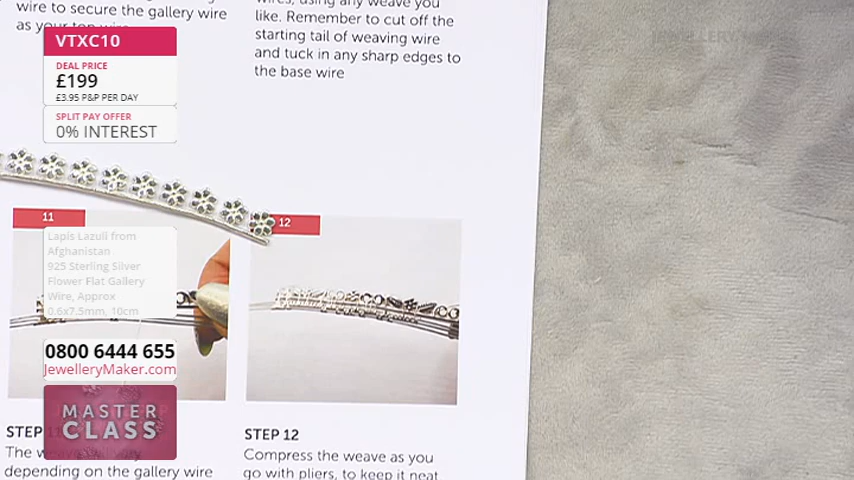 wire to secure the gallery wire
as your top wire
wires, using any weave you
like. Remember to cut off the
starting tail of weaving wire
and tuck in any sharp edges to
the base wire
VTXC10
DEAL PRICE
£199
£3.95 P&P PER DAY
SPLIT PAY OFFER
0% INTEREST
11
12
Lapis Lazuli from
Afghanistan
925 Sterling Silver
Flower Flat Gallery
Wire, Approx
0.6x7.5mm, 10cm
0800 6444 655
JewelleryMaker.com
MASTER
CLASS
STEP 11
The weave
depending on the gallery wire
STEP 12
Compress the weave as you
go with pliers, to keep it neat
JEWELLERY